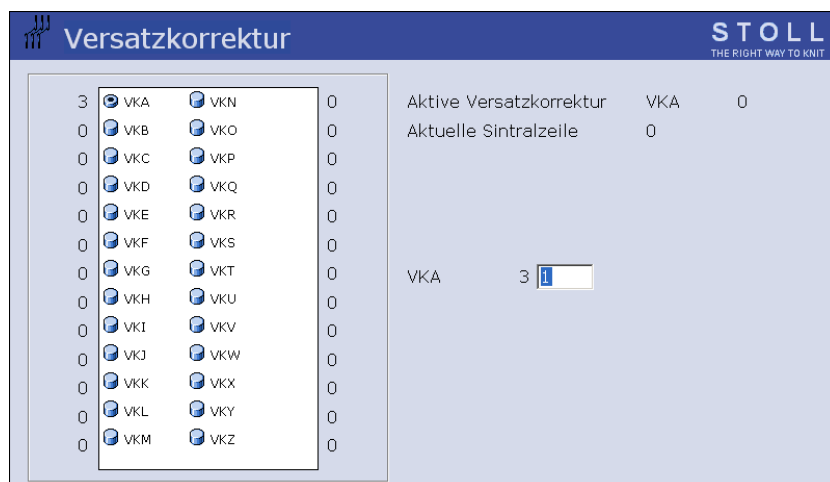 Versatzkorrektur
STOLL
THE RIGHT WAY TO KNIT
3 VKA VKN 0
0 VKB VKO 0
0 VKC VKP 0
0 VKD VKQ 0
0 VKE VKR 0
0 VKF VKS 0
0 VKG VKT 0
0 VKH VKU 0
0 VKI VKV 0
0 VKJ VKW 0
0 VKK VKX 0
0 VKL VKY 0
0 VKM VKZ 0
Aktive Versatzkorrektur VKA 0
Aktuelle Sintralzeile 0
VKA 3 1